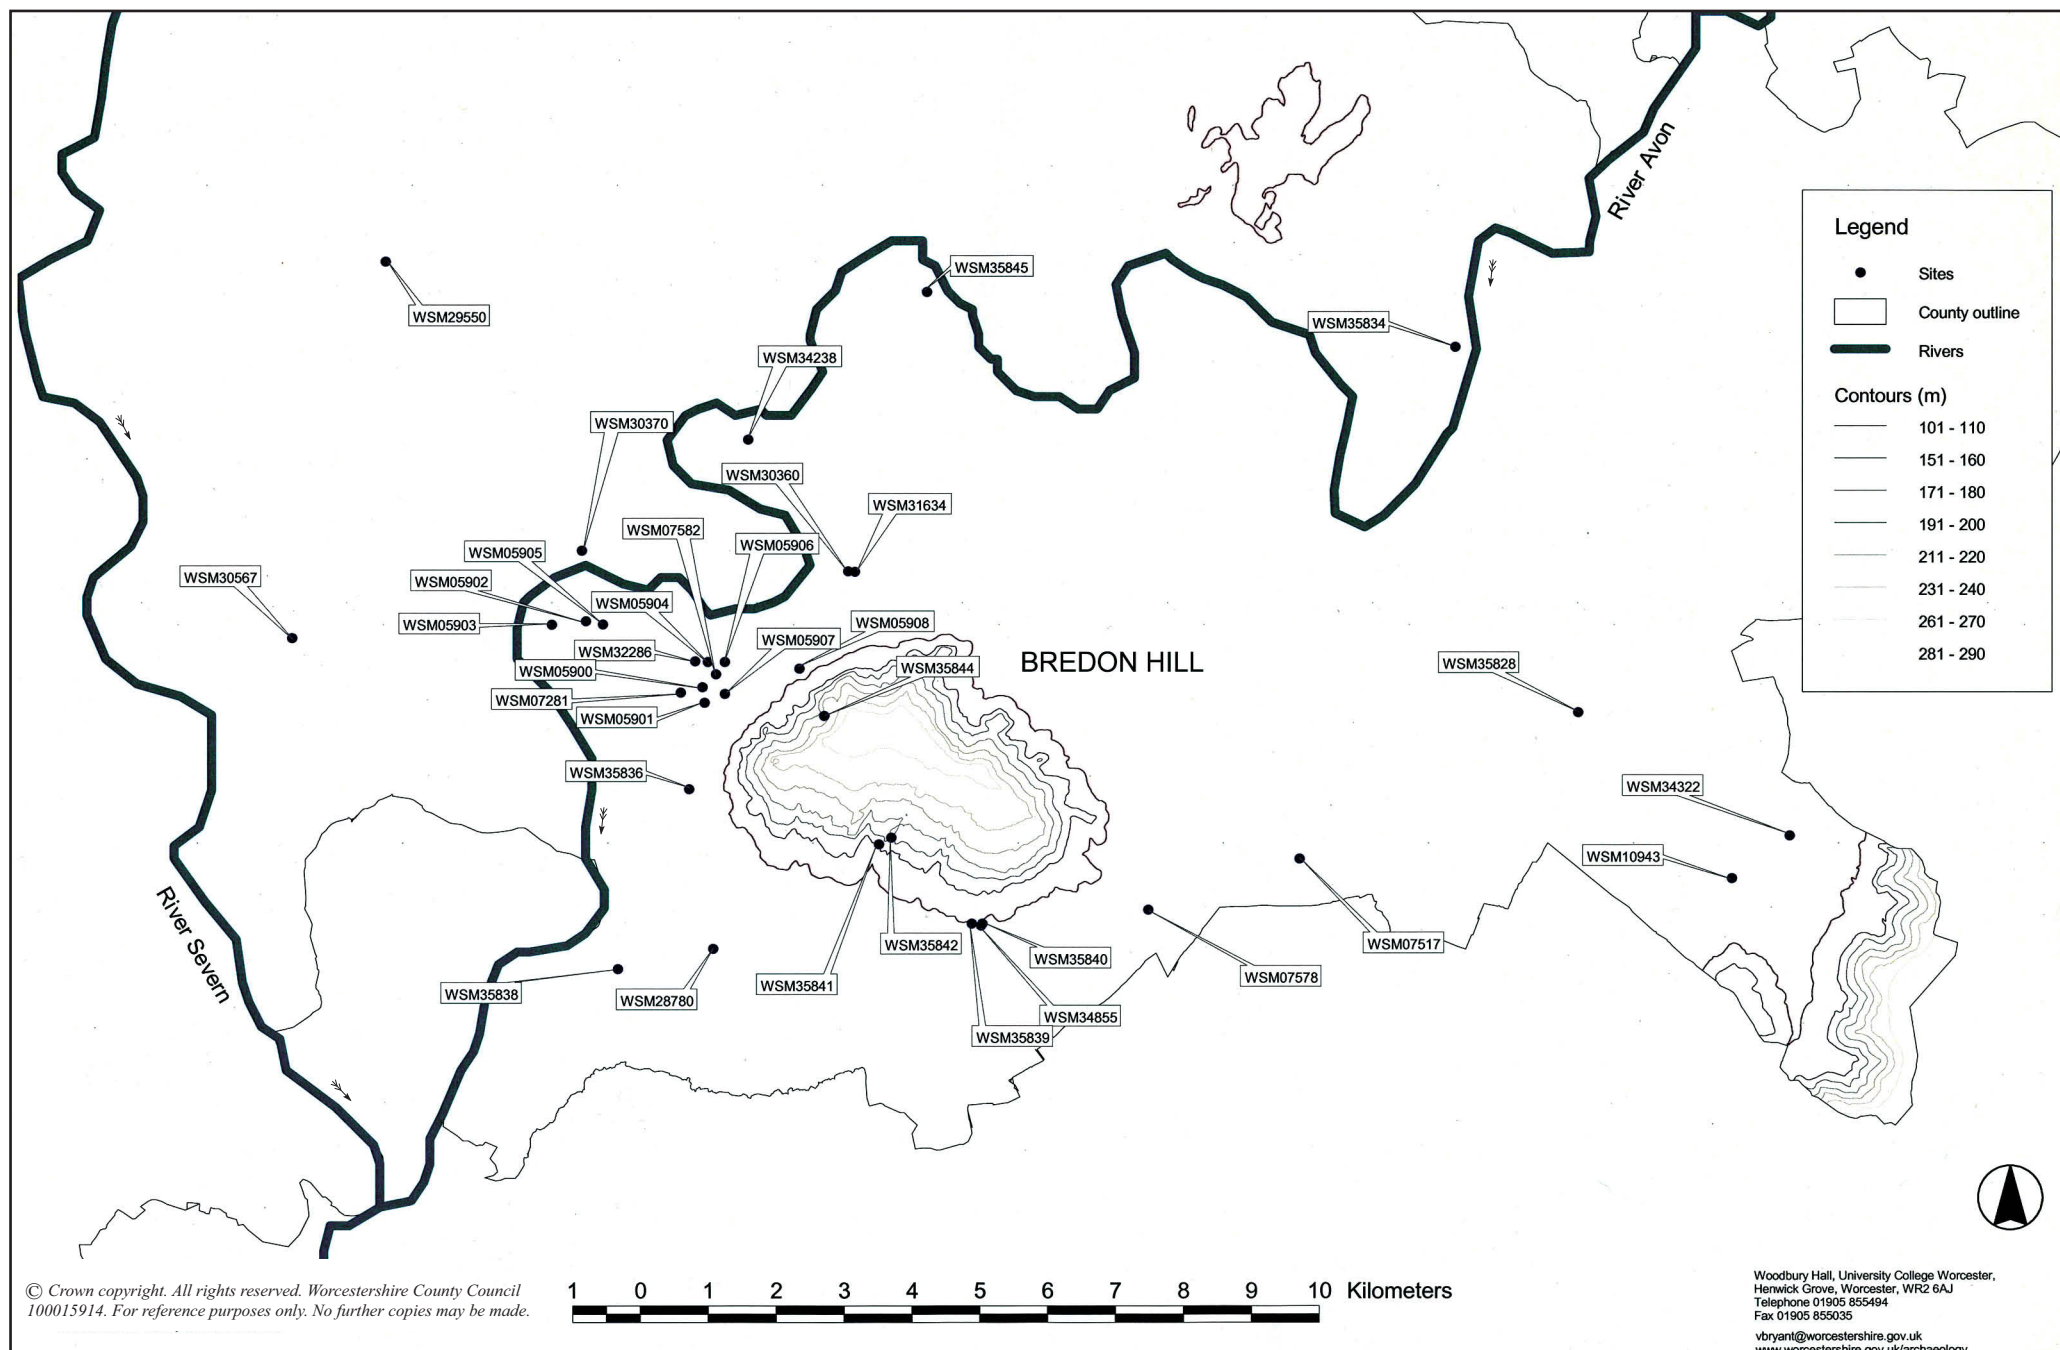 River Avon
Legend
Sites
County outline
Rivers
Contours (m)
101 - 110
151 - 160
171 - 180
191 - 200
211 - 220
231 - 240
261 - 270
281 - 290
WSM35845
WSM29550
WSM35834
WSM34238
WSM30370
WSM30360
WSM31634
WSM07582
WSM05906
WSM05905
WSM30567
WSM05902
WSM05904
WSM05903
WSM05908
WSM05907
WSM32286
WSM35844
BREDON HILL
WSM35828
WSM05900
WSM07281
WSM05901
WSM35836
WSM34322
WSM10943
River Severn
WSM35842
WSM07517
WSM35840
WSM07578
WSM35841
WSM35838
WSM28780
WSM34855
WSM35839
© Crown copyright. All rights reserved. Worcestershire County Council
100015914. For reference purposes only. No further copies may be made.
1 0 1 2 3 4 5 6 7 8 9 10 Kilometers
Woodbury Hall, University College Worcester,
Henwick Grove, Worcester, WR2 6AJ
Telephone 01905 855494
Fax 01905 855035
vbryant@worcestershire.gov.uk
www.worcestershire.gov.uk/archaeology